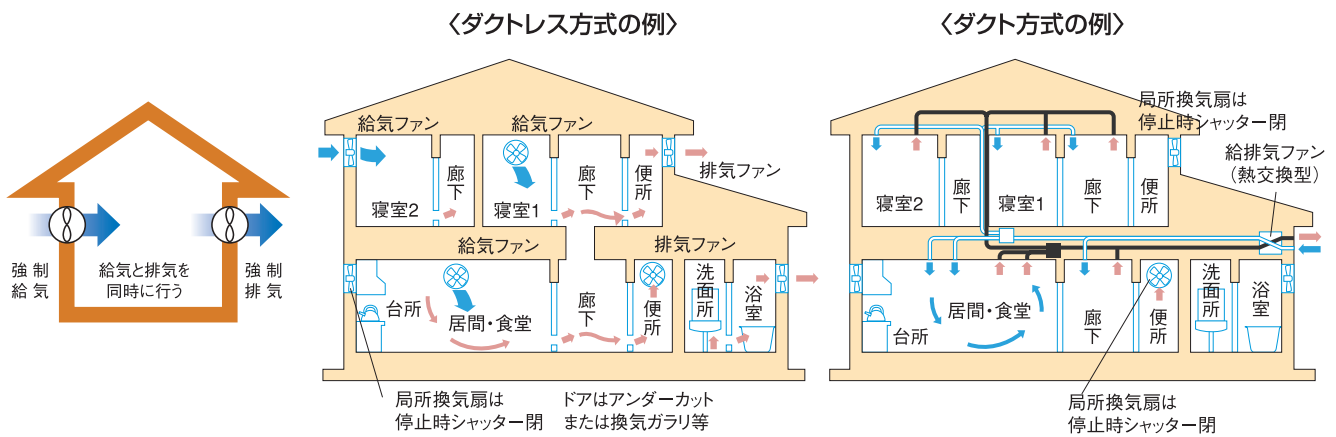 〈ダクトレス方式の例〉
〈ダクト方式の例〉
強制
給気
給気と排気を
同時に行う
強制
排気
給気ファン
給気ファン
排気ファン
寝室2
廊下
寝室1
廊下
便所
給気ファン
排気ファン
台所
居間・食堂
廊下
便所
洗面所
浴室
局所換気扇は
停止時シャッター閉
ドアはアンダーカット
または換気ガラリ等
局所換気扇は
停止時シャッター閉
給排気ファン
(熱交換型)
寝室2
廊下
寝室1
廊下
便所
台所
居間・食堂
廊下
便所
洗面所
浴室
局所換気扇は
停止時シャッター閉